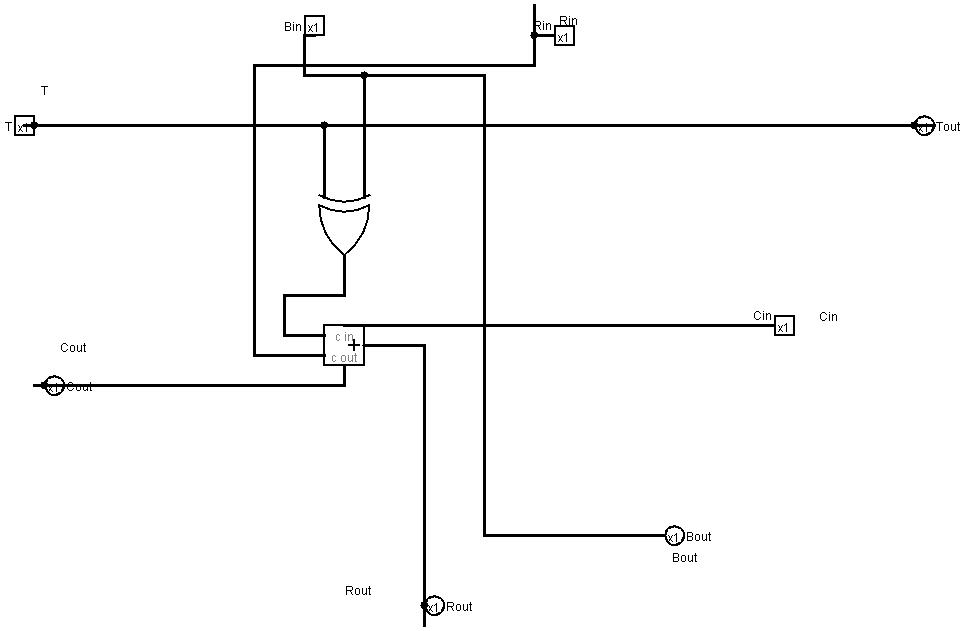 Rin
Bin x1
Rin
x1
T
T x1
x1 Tout
c in
Cin x1
Cin
Cout
+
c out
x1 Cout
x1 Bout
Bout
Rout
x1 Rout